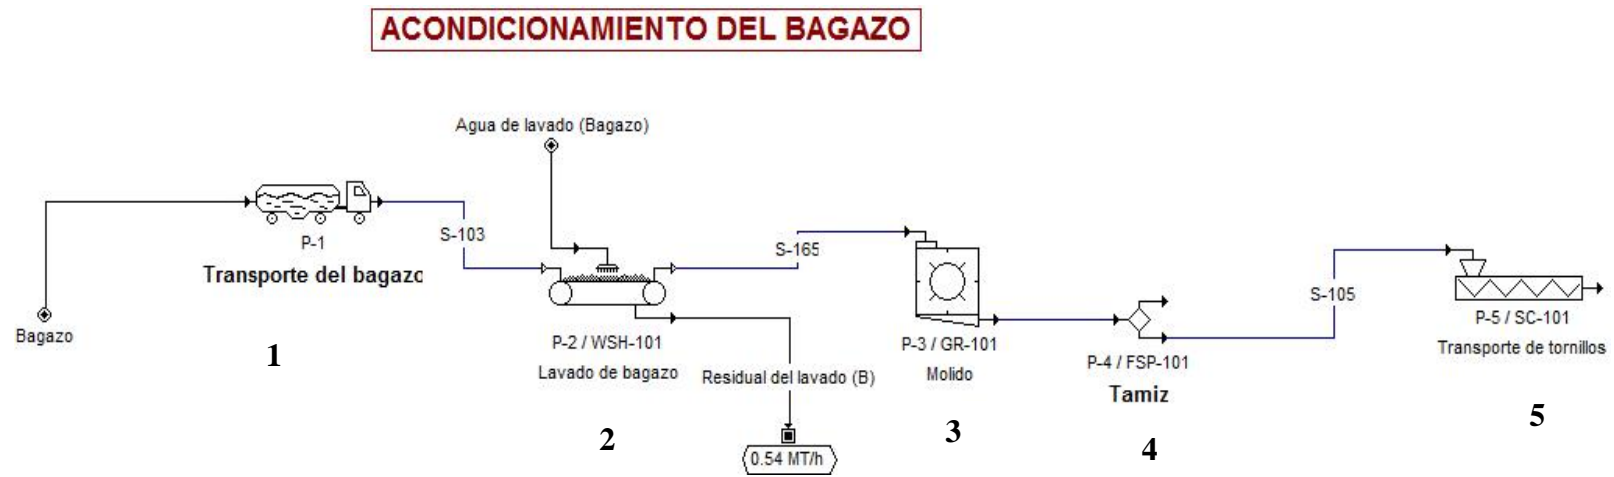 ACONDICIONAMIENTO DEL BAGAZO
Agua de lavado (Bagazo)
P-1
Transporte del bagazo
S-103
Bagazo
1
P-2 / WSH-101
Lavado de bagazo
2
Residual del lavado (B)
0.54 MT/h
S-165
P-3 / GR-101
Molido
3
P-4 / FSP-101
Tamiz
4
S-105
P-5 / SC-101
Transporte de tornillos
5